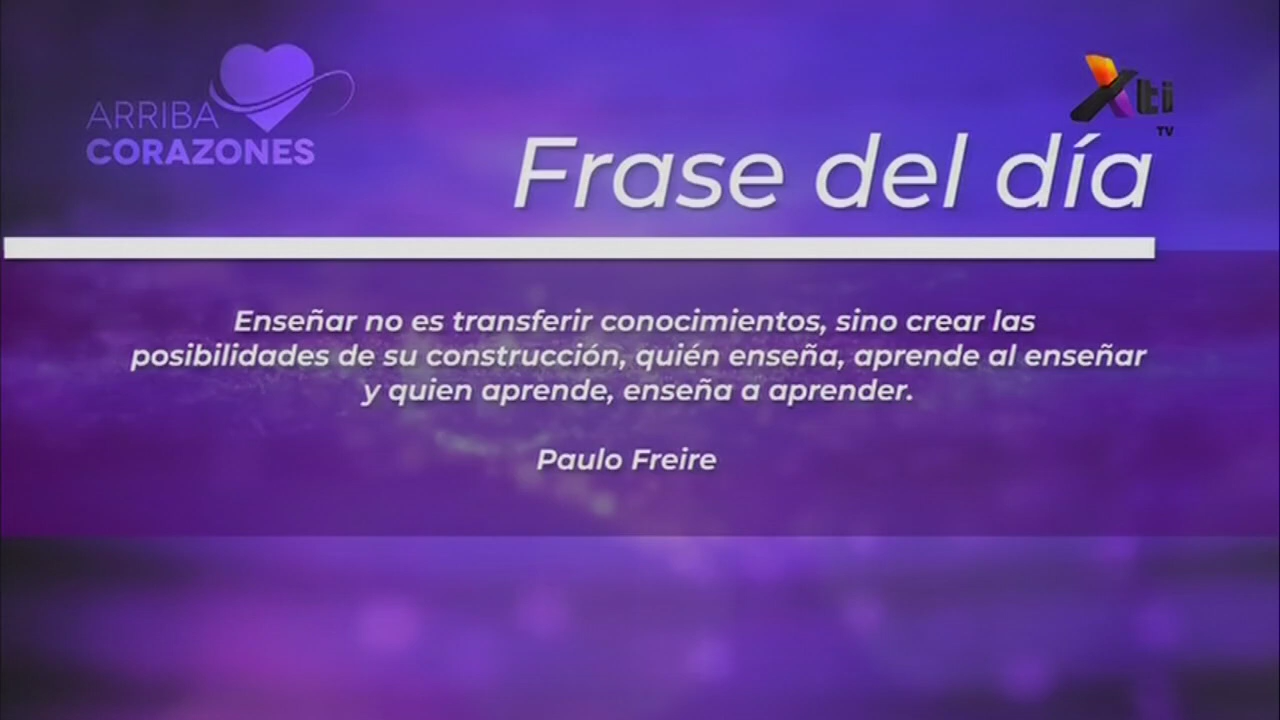 ARRIBA
CORAZONES
Xti
TV
Frase del día
Enseñar no es transferir conocimientos, sino crear las
posibilidades de su construcción, quién enseña, aprende al enseñar
y quien aprende, enseña a aprender.
Paulo Freire